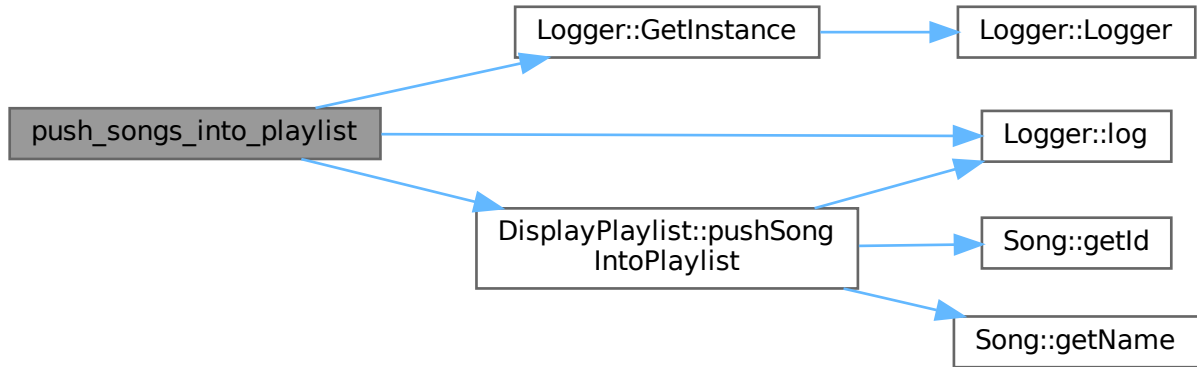 Logger::GetInstance
Logger::Logger
push_songs_into_playlist
Logger::log
DisplayPlaylist::pushSong
IntoPlaylist
Song::getId
Song::getName